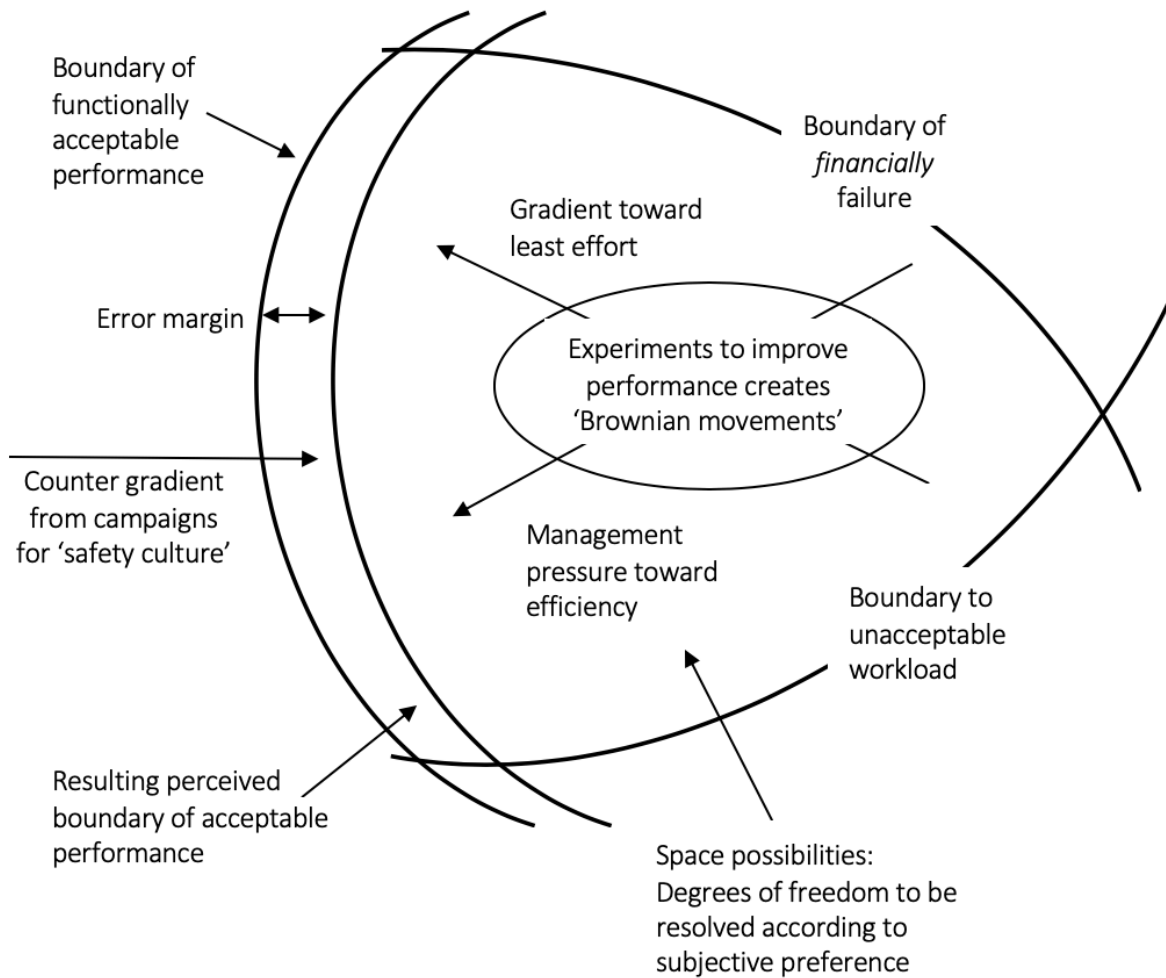 Boundary of
functionally
acceptable
performance
Boundary of
financially
failure
Gradient toward
least effort
Error margin
Experiments to improve
performance creates
‘Brownian movements’
Counter gradient
from campaigns
for ‘safety culture’
Management
pressure toward
efficiency
Boundary to
unacceptable
workload
Resulting perceived
boundary of acceptable
performance
Space possibilities:
Degrees of freedom to be
resolved according to
subjective preference